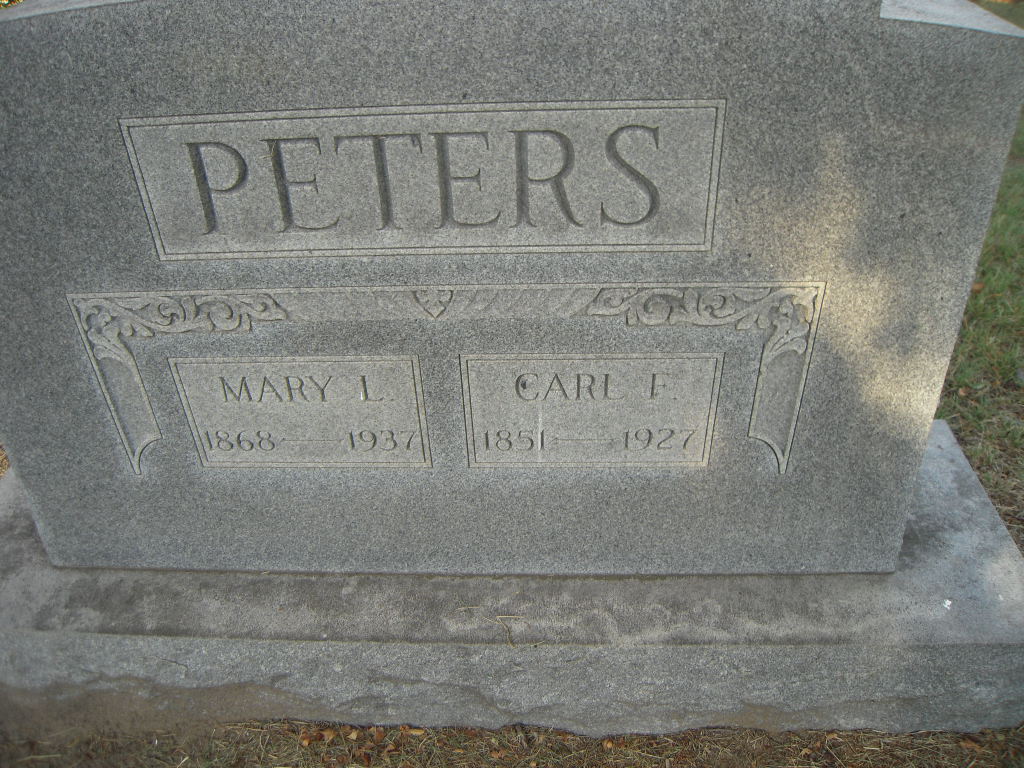 PETERS
MARY L.
1868 — 1937
CARL F.
1851 — 1927